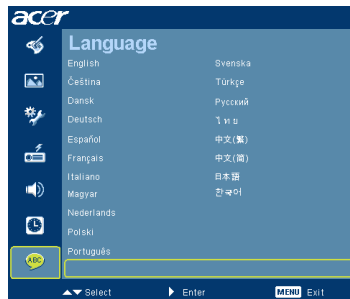 acer
Language
English
Čeština
Dansk
Deutsch
Español
Français
Italiano
Magyar
Nederlands
Polski
Português
Svenska
Türkçe
Русский
ไทย
中文(繁)
中文(简)
日本語
한국어
ABC
Select Enter MENU Exit